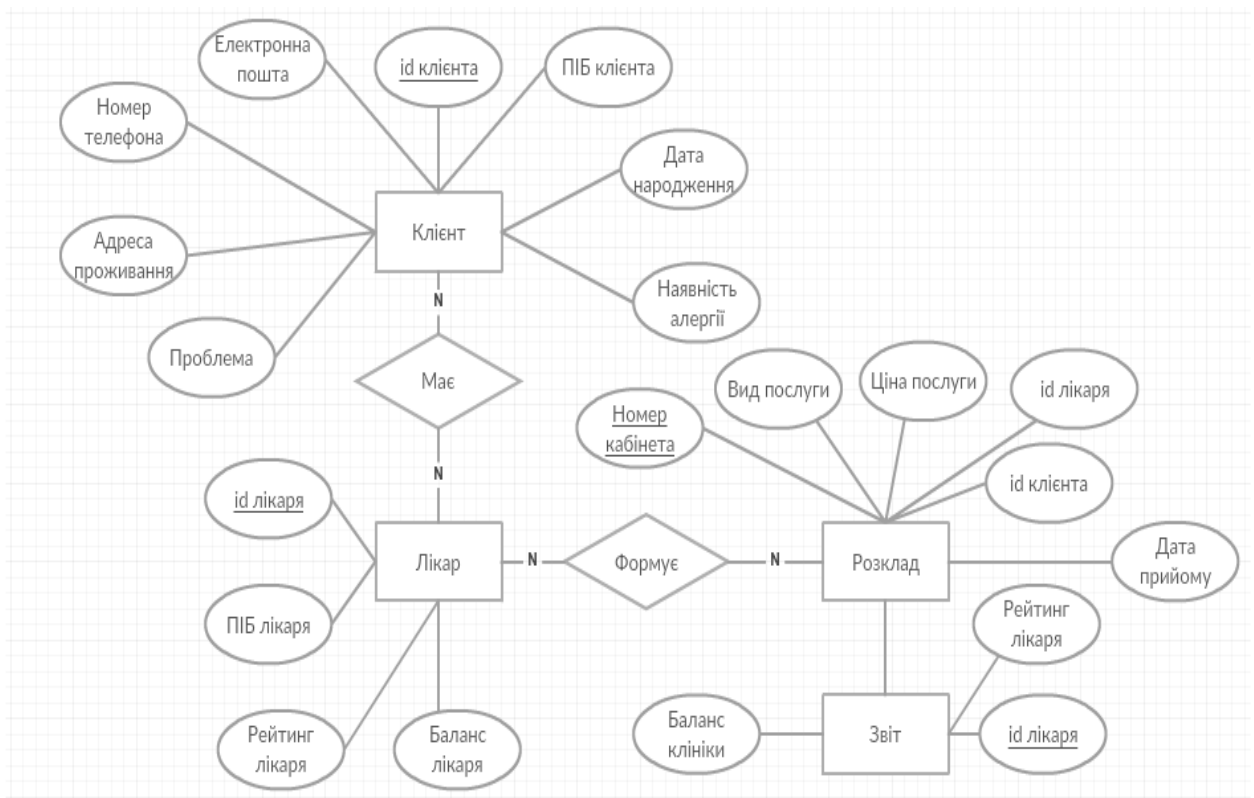 Електронна
пошта
id клієнта
ПІБ клієнта
Номер
телефона
Дата
народження
Клієнт
Адреса
проживання
Наявність
алергії
N
Проблема
Має
Вид послуги
Ціна послуги
id лікаря
Номер
кабінета
id клієнта
N
id лікаря
Лікар
N
Формує
N
Розклад
Дата
прийому
ПІБ лікаря
Рейтинг
лікаря
Рейтинг
лікаря
Баланс
лікаря
Баланс
клініки
Звіт
id лікаря